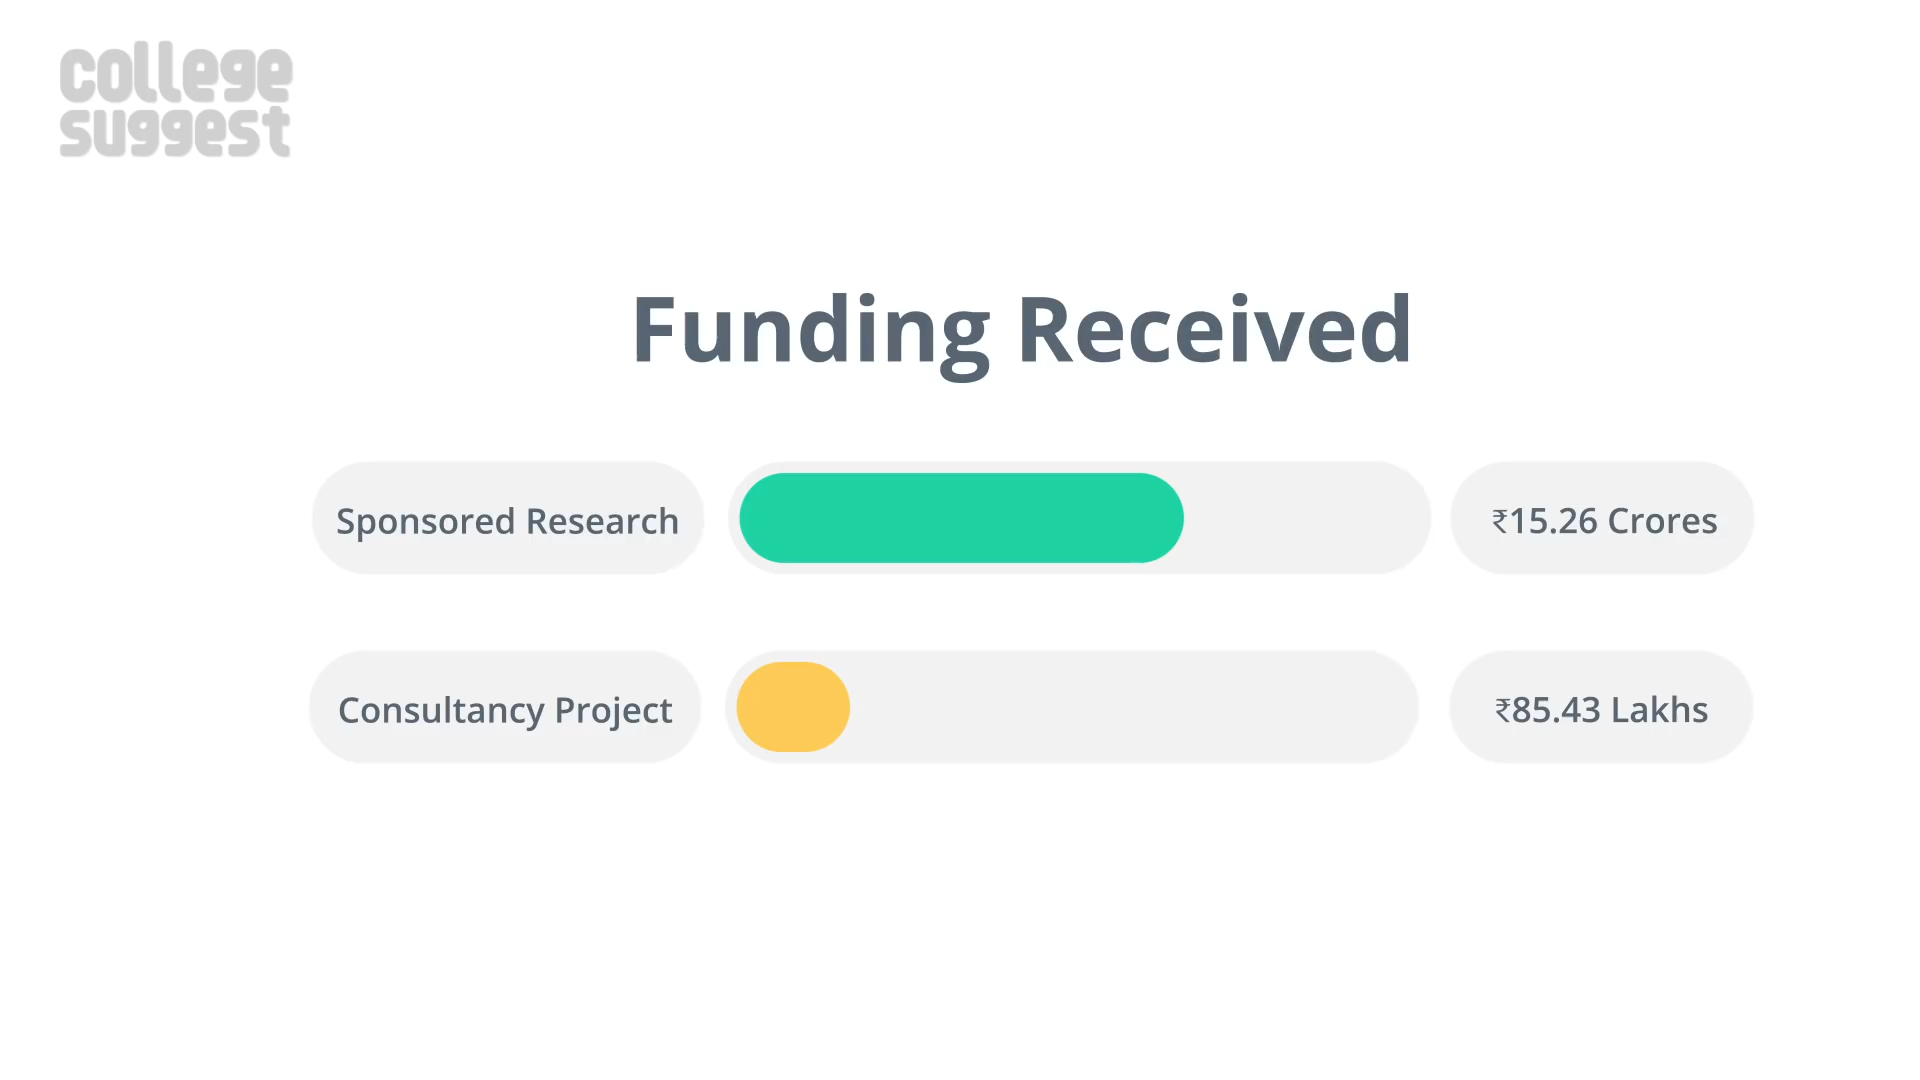 college
suggest
Funding Received
Sponsored Research
₹15.26 Crores
Consultancy Project
₹85.43 Lakhs